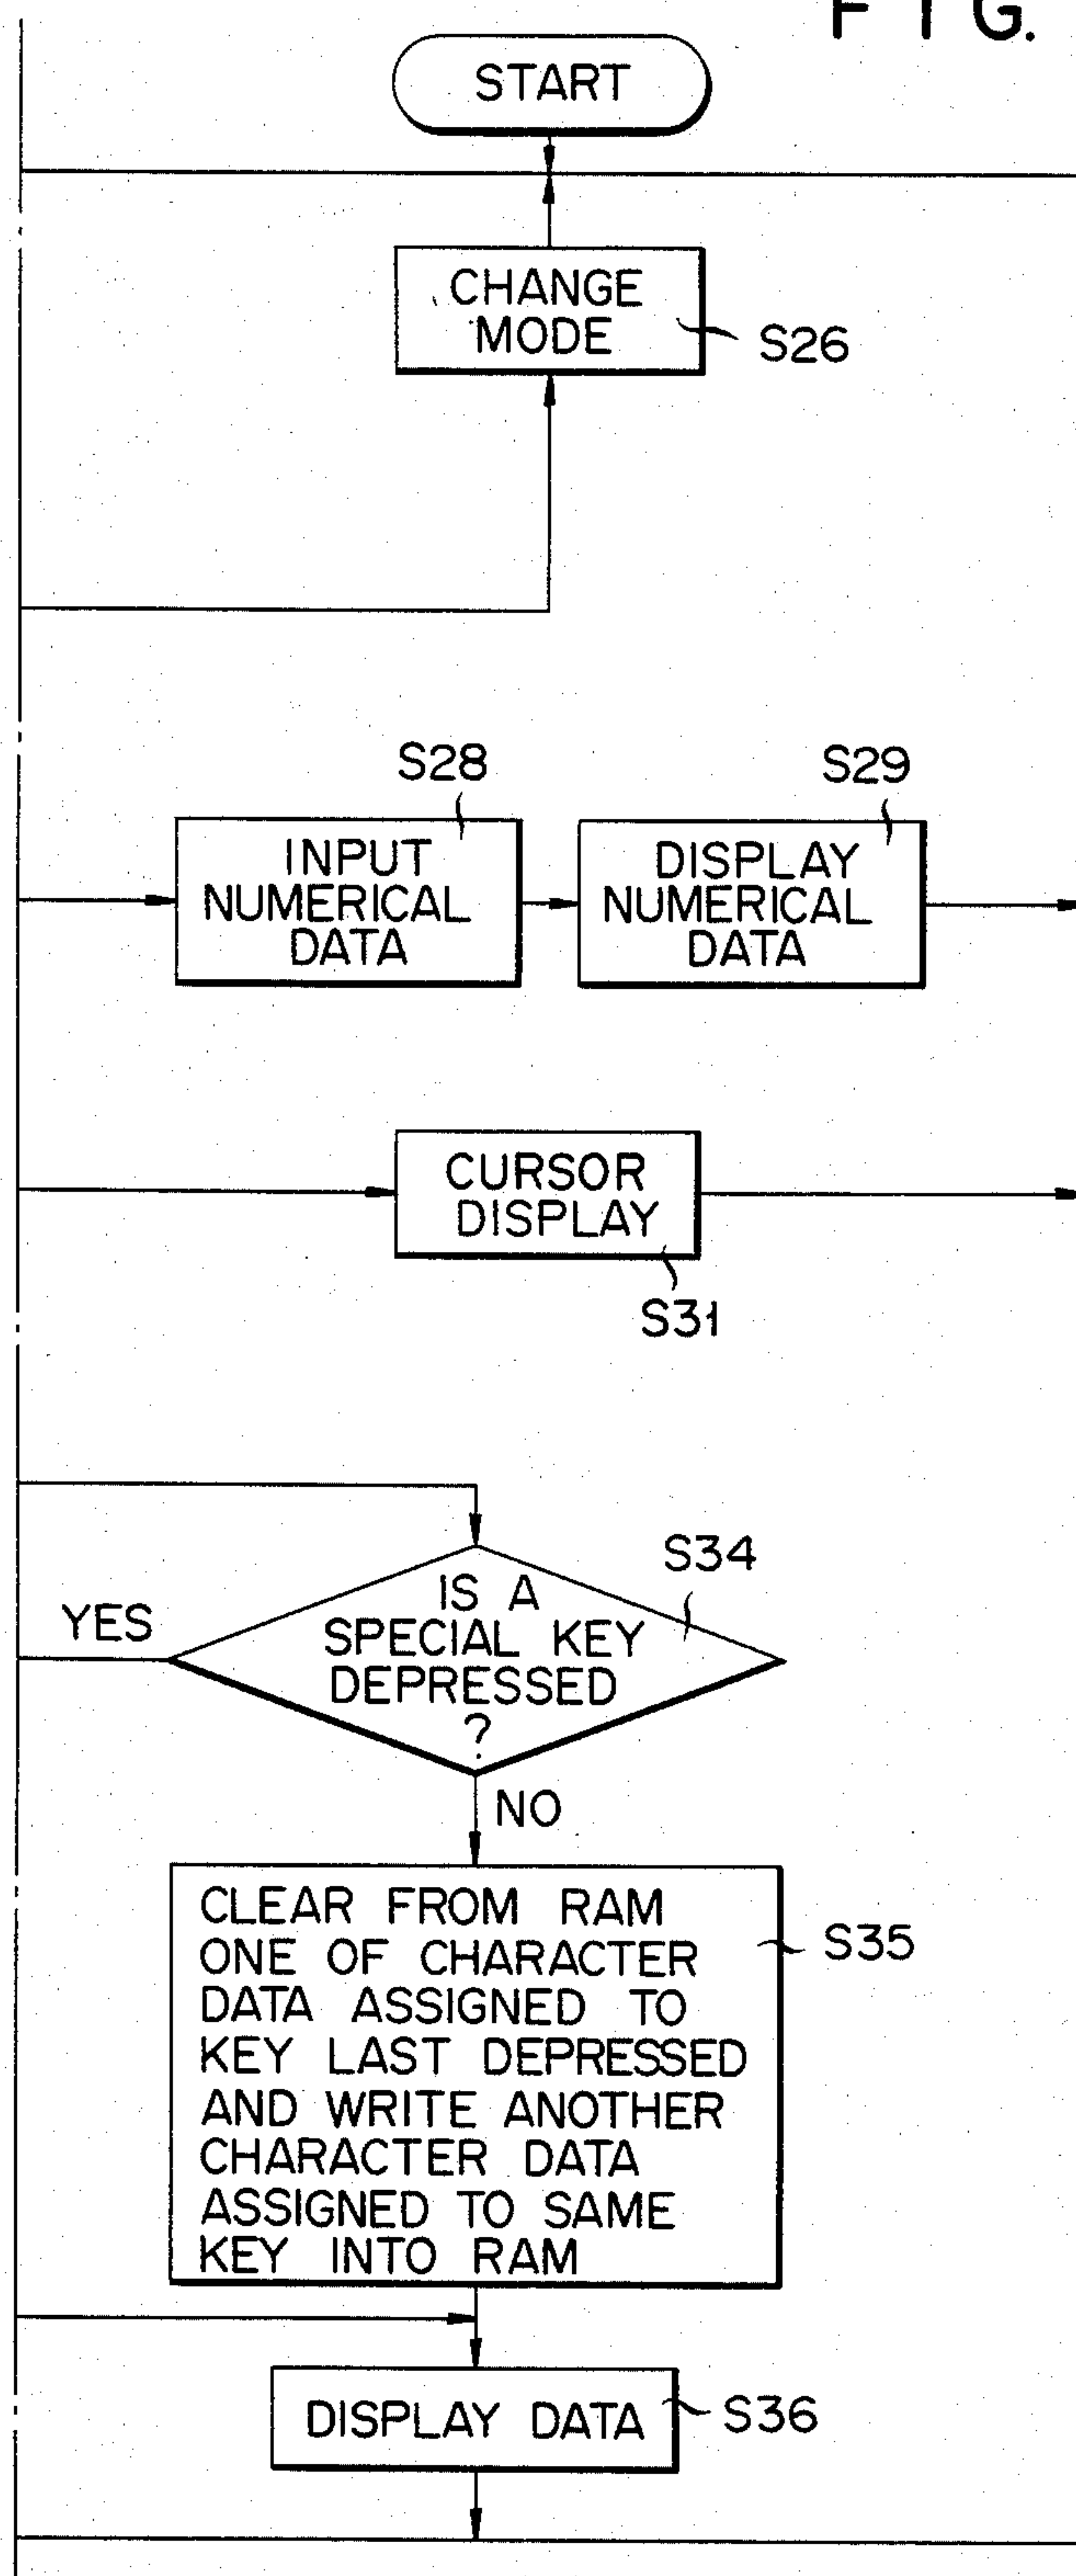 FIG.
START
CHANGE
MODE
S26
S28
S29
INPUT
NUMERICAL
DATA
DISPLAY
NUMERICAL
DATA
CURSOR
DISPLAY
S31
S34
YES
IS A
SPECIAL KEY
DEPRESSED
?
NO
CLEAR FROM RAM
ONE OF CHARACTER
DATA ASSIGNED TO
KEY LAST DEPRESSED
AND WRITE ANOTHER
CHARACTER DATA
ASSIGNED TO SAME
KEY INTO RAM
S35
DISPLAY DATA
S36